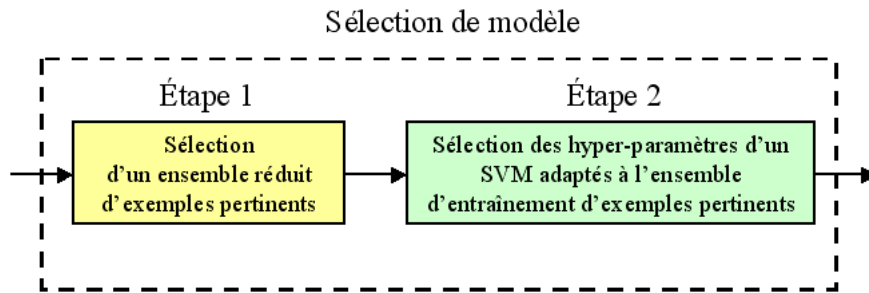 Sélection de modèle
Étape 1
Sélection
d'un ensemble réduit
d'exemples pertinents
Étape 2
Sélection des hyper-paramètres d'un
SVM adaptés à l'ensemble
d'entraînement d'exemples pertinents